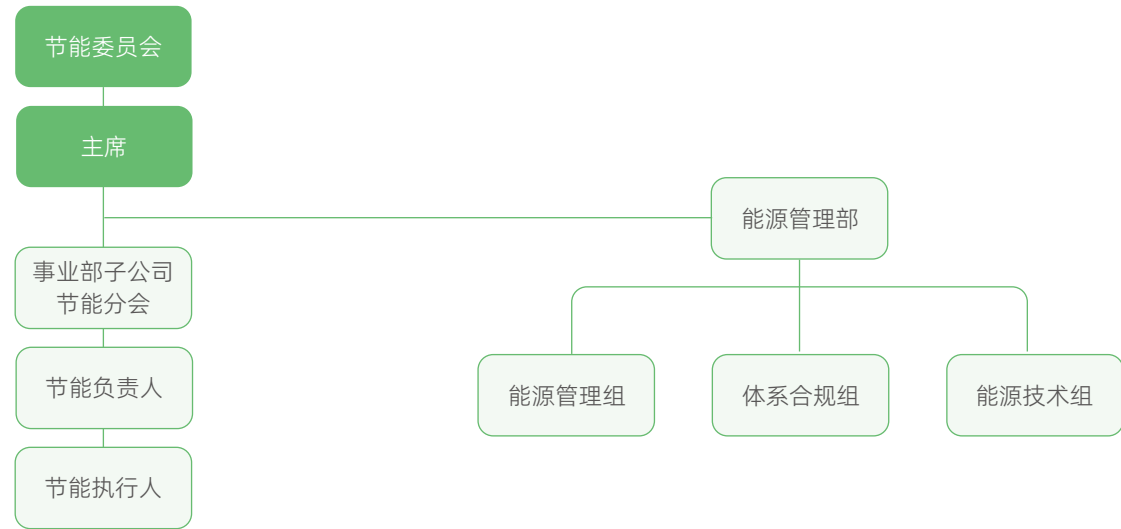 节能委员会
主席
能源管理部
事业部子公司
节能分会
节能负责人
能源管理组
体系合规组
能源技术组
节能执行人